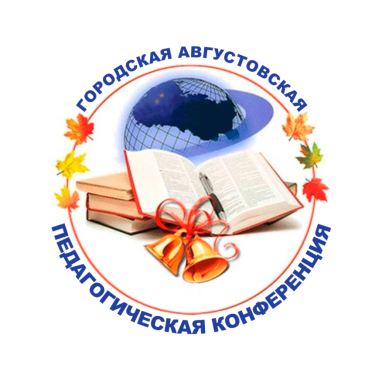 ГОРОДСКАЯ АВГУСТОВСКАЯ
ПЕДАГОГИЧЕСКАЯ КОНФЕРЕНЦИЯ